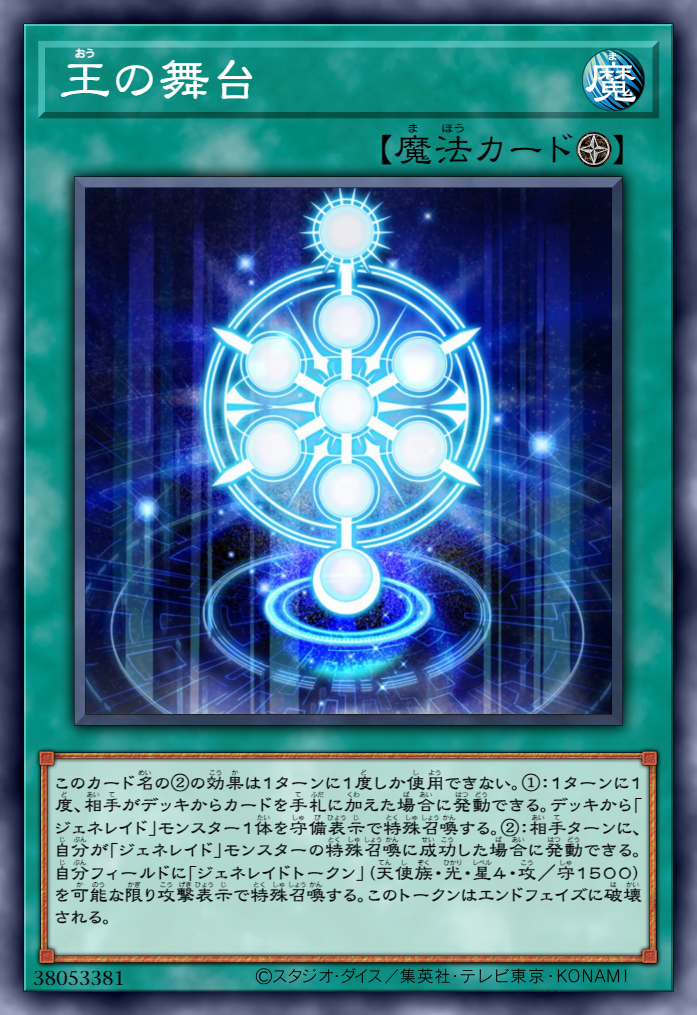 王の舞台
魔
【魔法カード】
このカード名の②の効果は1ターンに1度しか使用できない。①:1ターンに1
度、相手がデッキからカードを手札に加えた場合に発動できる。デッキから「
ジェネレイド」モンスター1体を守備表示で特殊召喚する。②:相手ターンに、
自分が「ジェネレイド」モンスターの特殊召喚に成功した場合に発動できる。
自分フィールドに「ジェネレイドトークン」(天使族・光・星4・攻/守1500)
を可能な限り攻撃表示で特殊召喚する。このトークンはエンドフェイズに破壊
される。
38053381 ©スタジオ・ダイス/集英社・テレビ東京・KONAMI